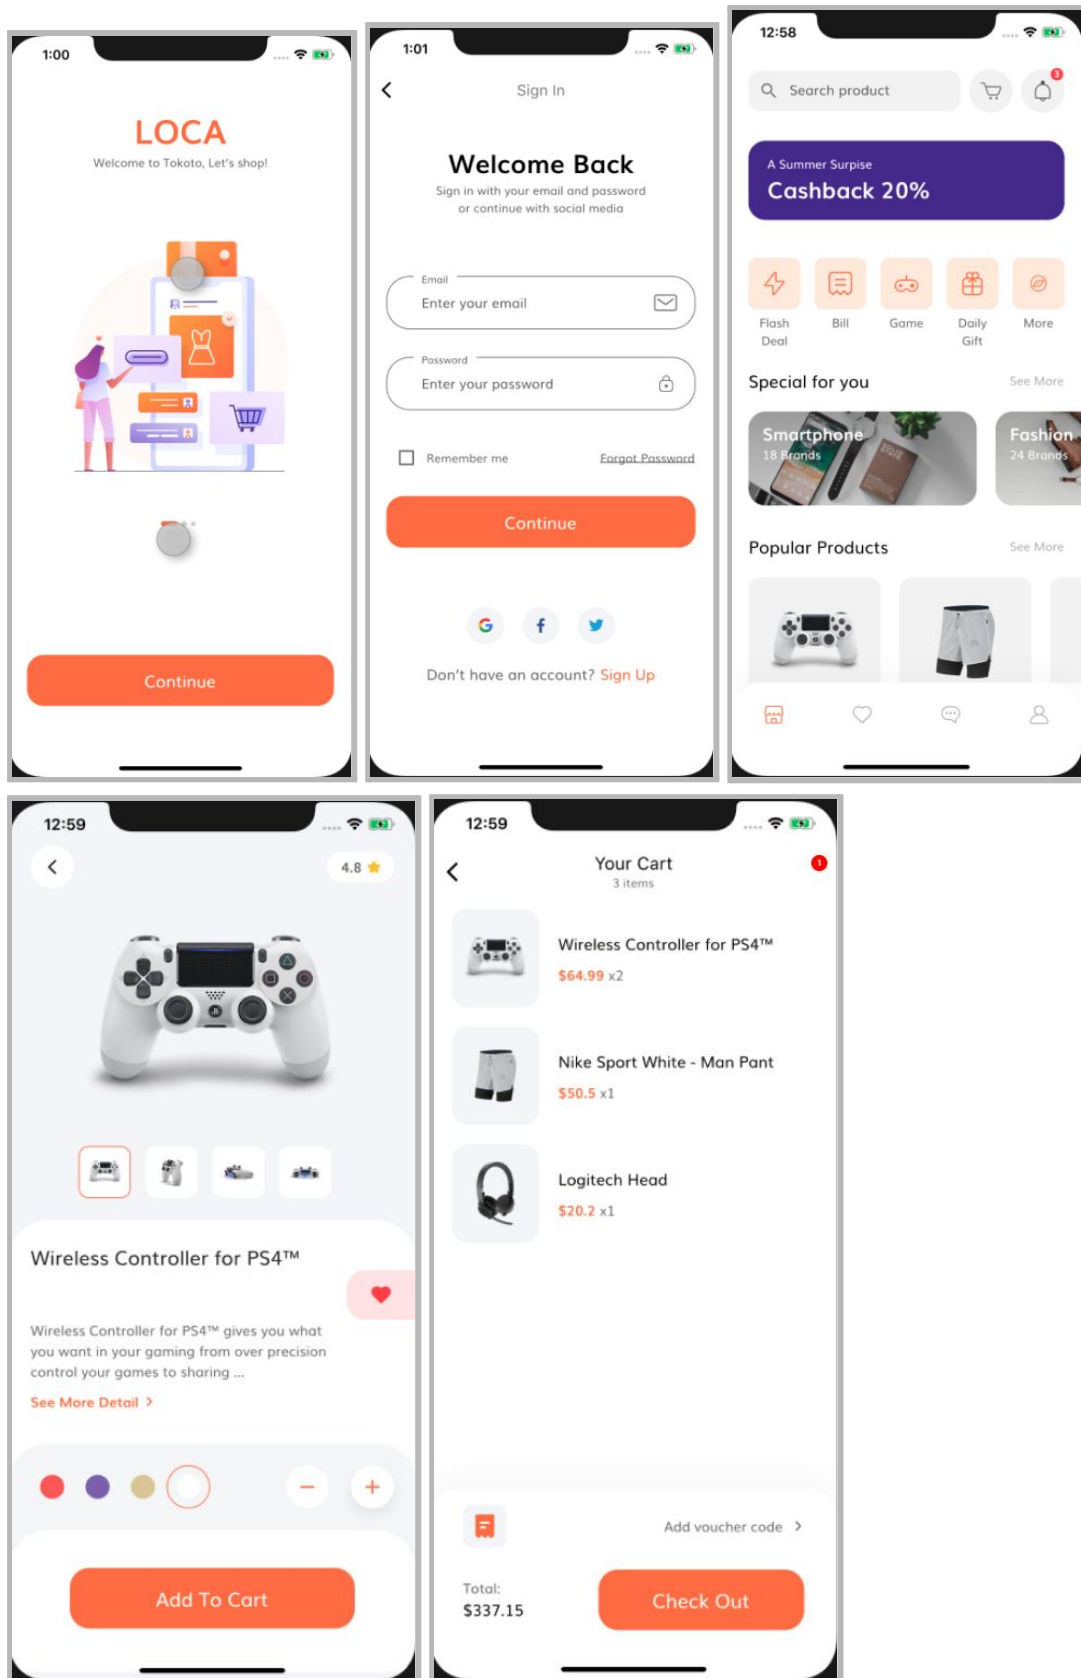 1:00
LOCA
Welcome to Tokoto, Let's shop!
Continue
1:01
Sign In
Welcome Back
Sign in with your email and password
or continue with social media
Email
Enter your email
Password
Enter your password
Remember me
Forgot Password
Continue
Don't have an account? Sign Up
12:58
3
Search product
A Summer Surpise
Cashback 20%
Flash
Deal
Bill
Game
Daily
Gift
More
Special for you
See More
Smartphone
18 Brands
Fashion
24 Brands
Popular Products
See More
12:59
4.8
Wireless Controller for PS4™
Wireless Controller for PS4™ gives you what
you want in your gaming from over precision
control your games to sharing ...
See More Detail >
Add To Cart
12:59
Your Cart
3 items
1
Wireless Controller for PS4™
$64.99 x2
Nike Sport White - Man Pant
$50.5 x1
Logitech Head
$20.2 x1
Add voucher code >
Total:
$337.15
Check Out